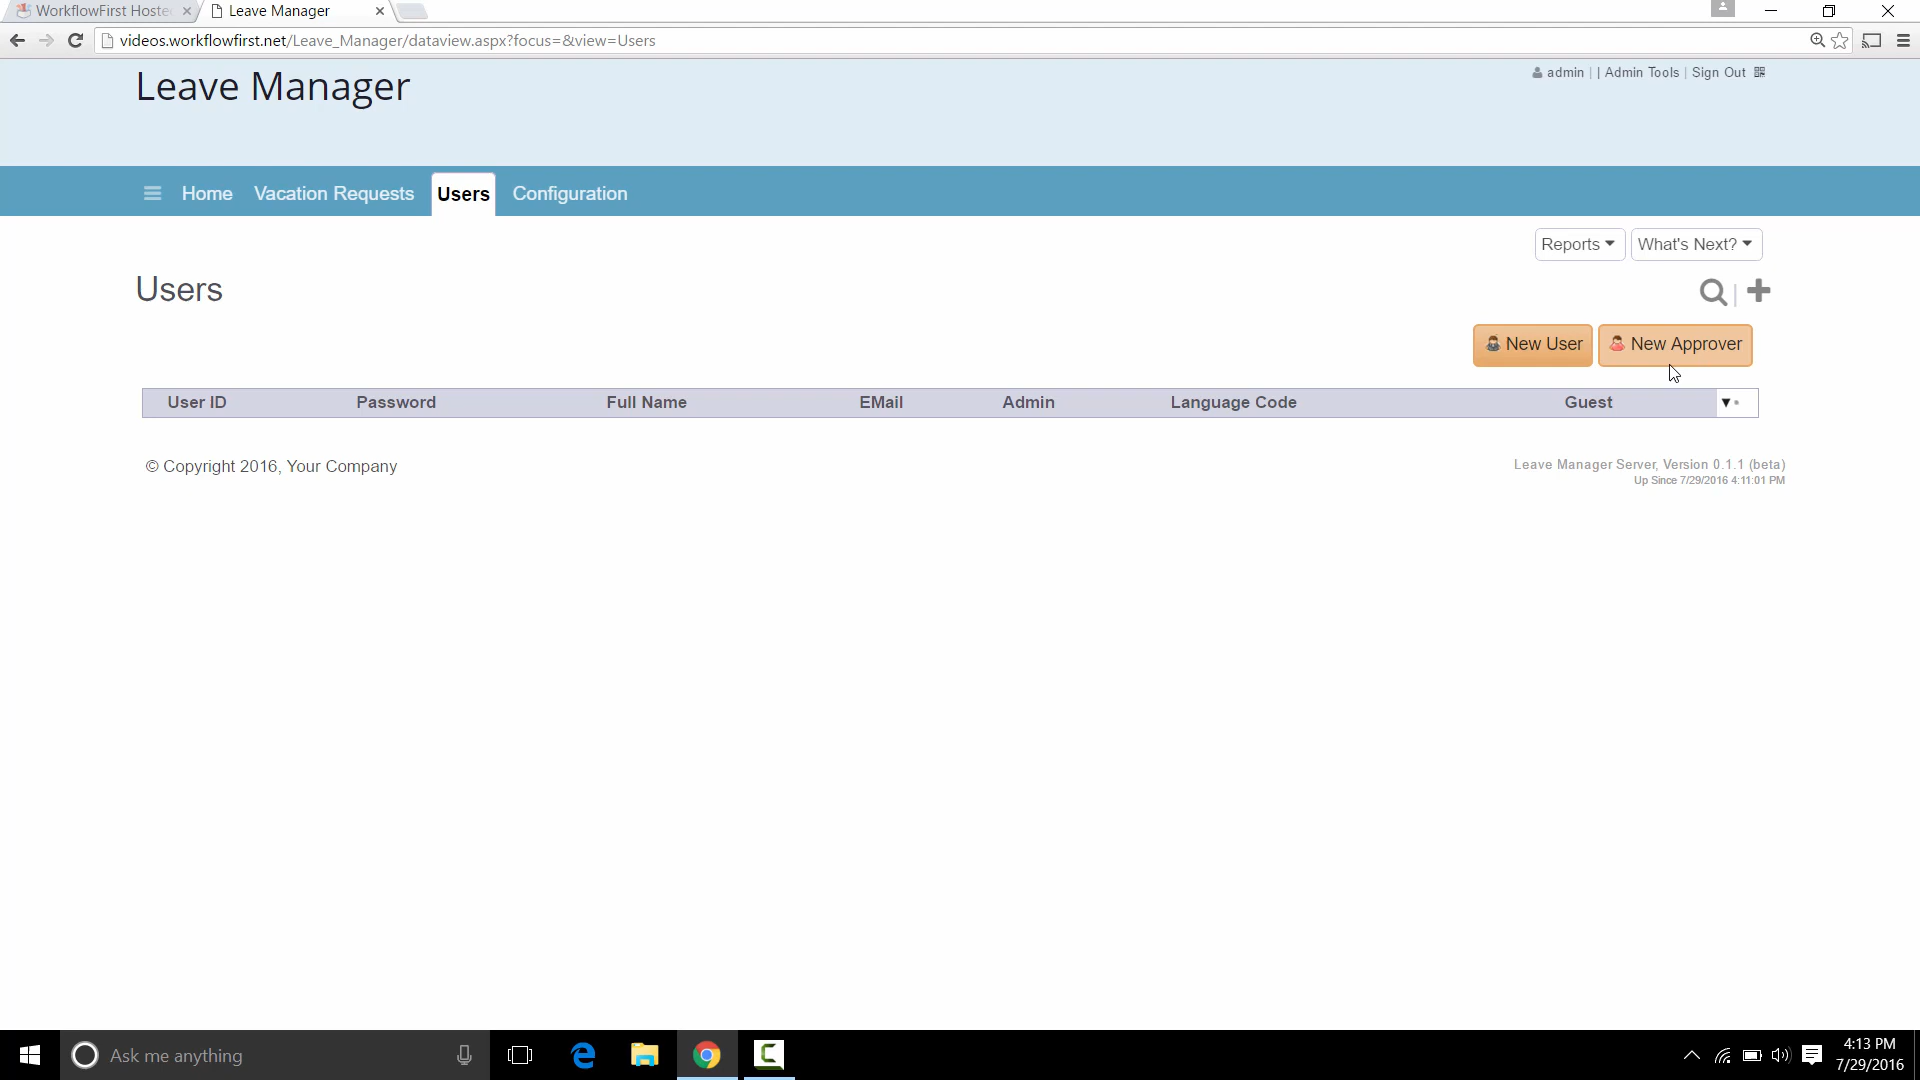 WorkflowFirst Hosted
Leave Manager
videos.workflowfirst.net/Leave_Manager/dataview.aspx?focus=&view=Users
Leave Manager
admin | | Admin Tools | Sign Out
Home
Vacation Requests
Users
Configuration
Reports
What's Next?
Users
New User
New Approver
User ID
Password
Full Name
EMail
Admin
Language Code
Guest
© Copyright 2016, Your Company
Leave Manager Server, Version 0.1.1 (beta)
Up Since 7/29/2016 4:11:01 PM
Ask me anything
4:13 PM
7/29/2016